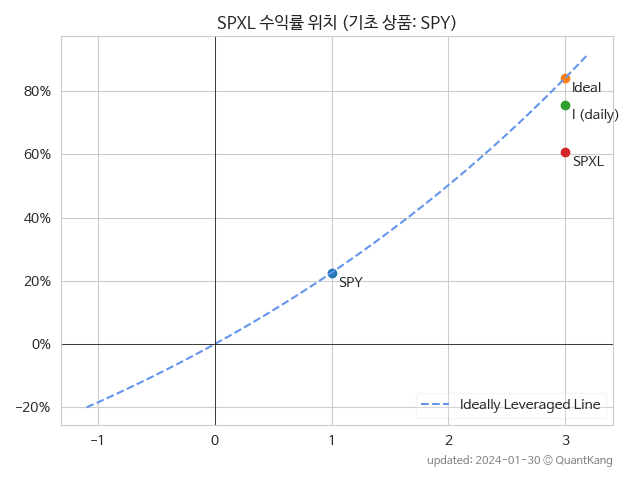 SPXL 수익률 위치 (기초 상품: SPY)
80%
60%
40%
20%
0%
−20%
Ideal
I (daily)
SPXL
SPY
Ideally Leveraged Line
−1
0
1
2
3
updated: 2024-01-30 © QuantKang